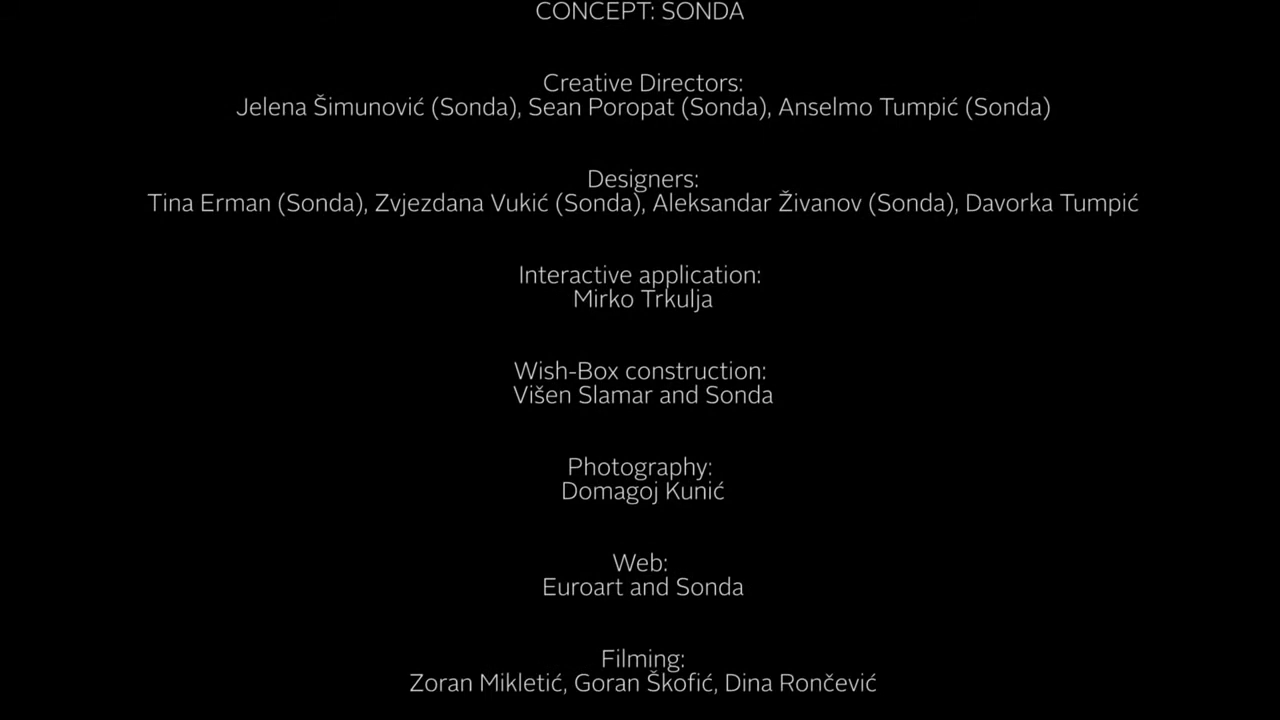 CONCEPT: SONDA
Creative Directors:
Jelena Šimunović (Sonda), Sean Poropat (Sonda), Anselmo Tumpić (Sonda)
Designers:
Tina Erman (Sonda), Zvjezdana Vukić (Sonda), Aleksandar Živanov (Sonda), Davorka Tumpić
Interactive application:
Mirko Trkulja
Wish-Box construction:
Višen Slamar and Sonda
Photography:
Domagoj Kunić
Web:
Euroart and Sonda
Filming:
Zoran Mikletić, Goran Škofić, Dina Rončević